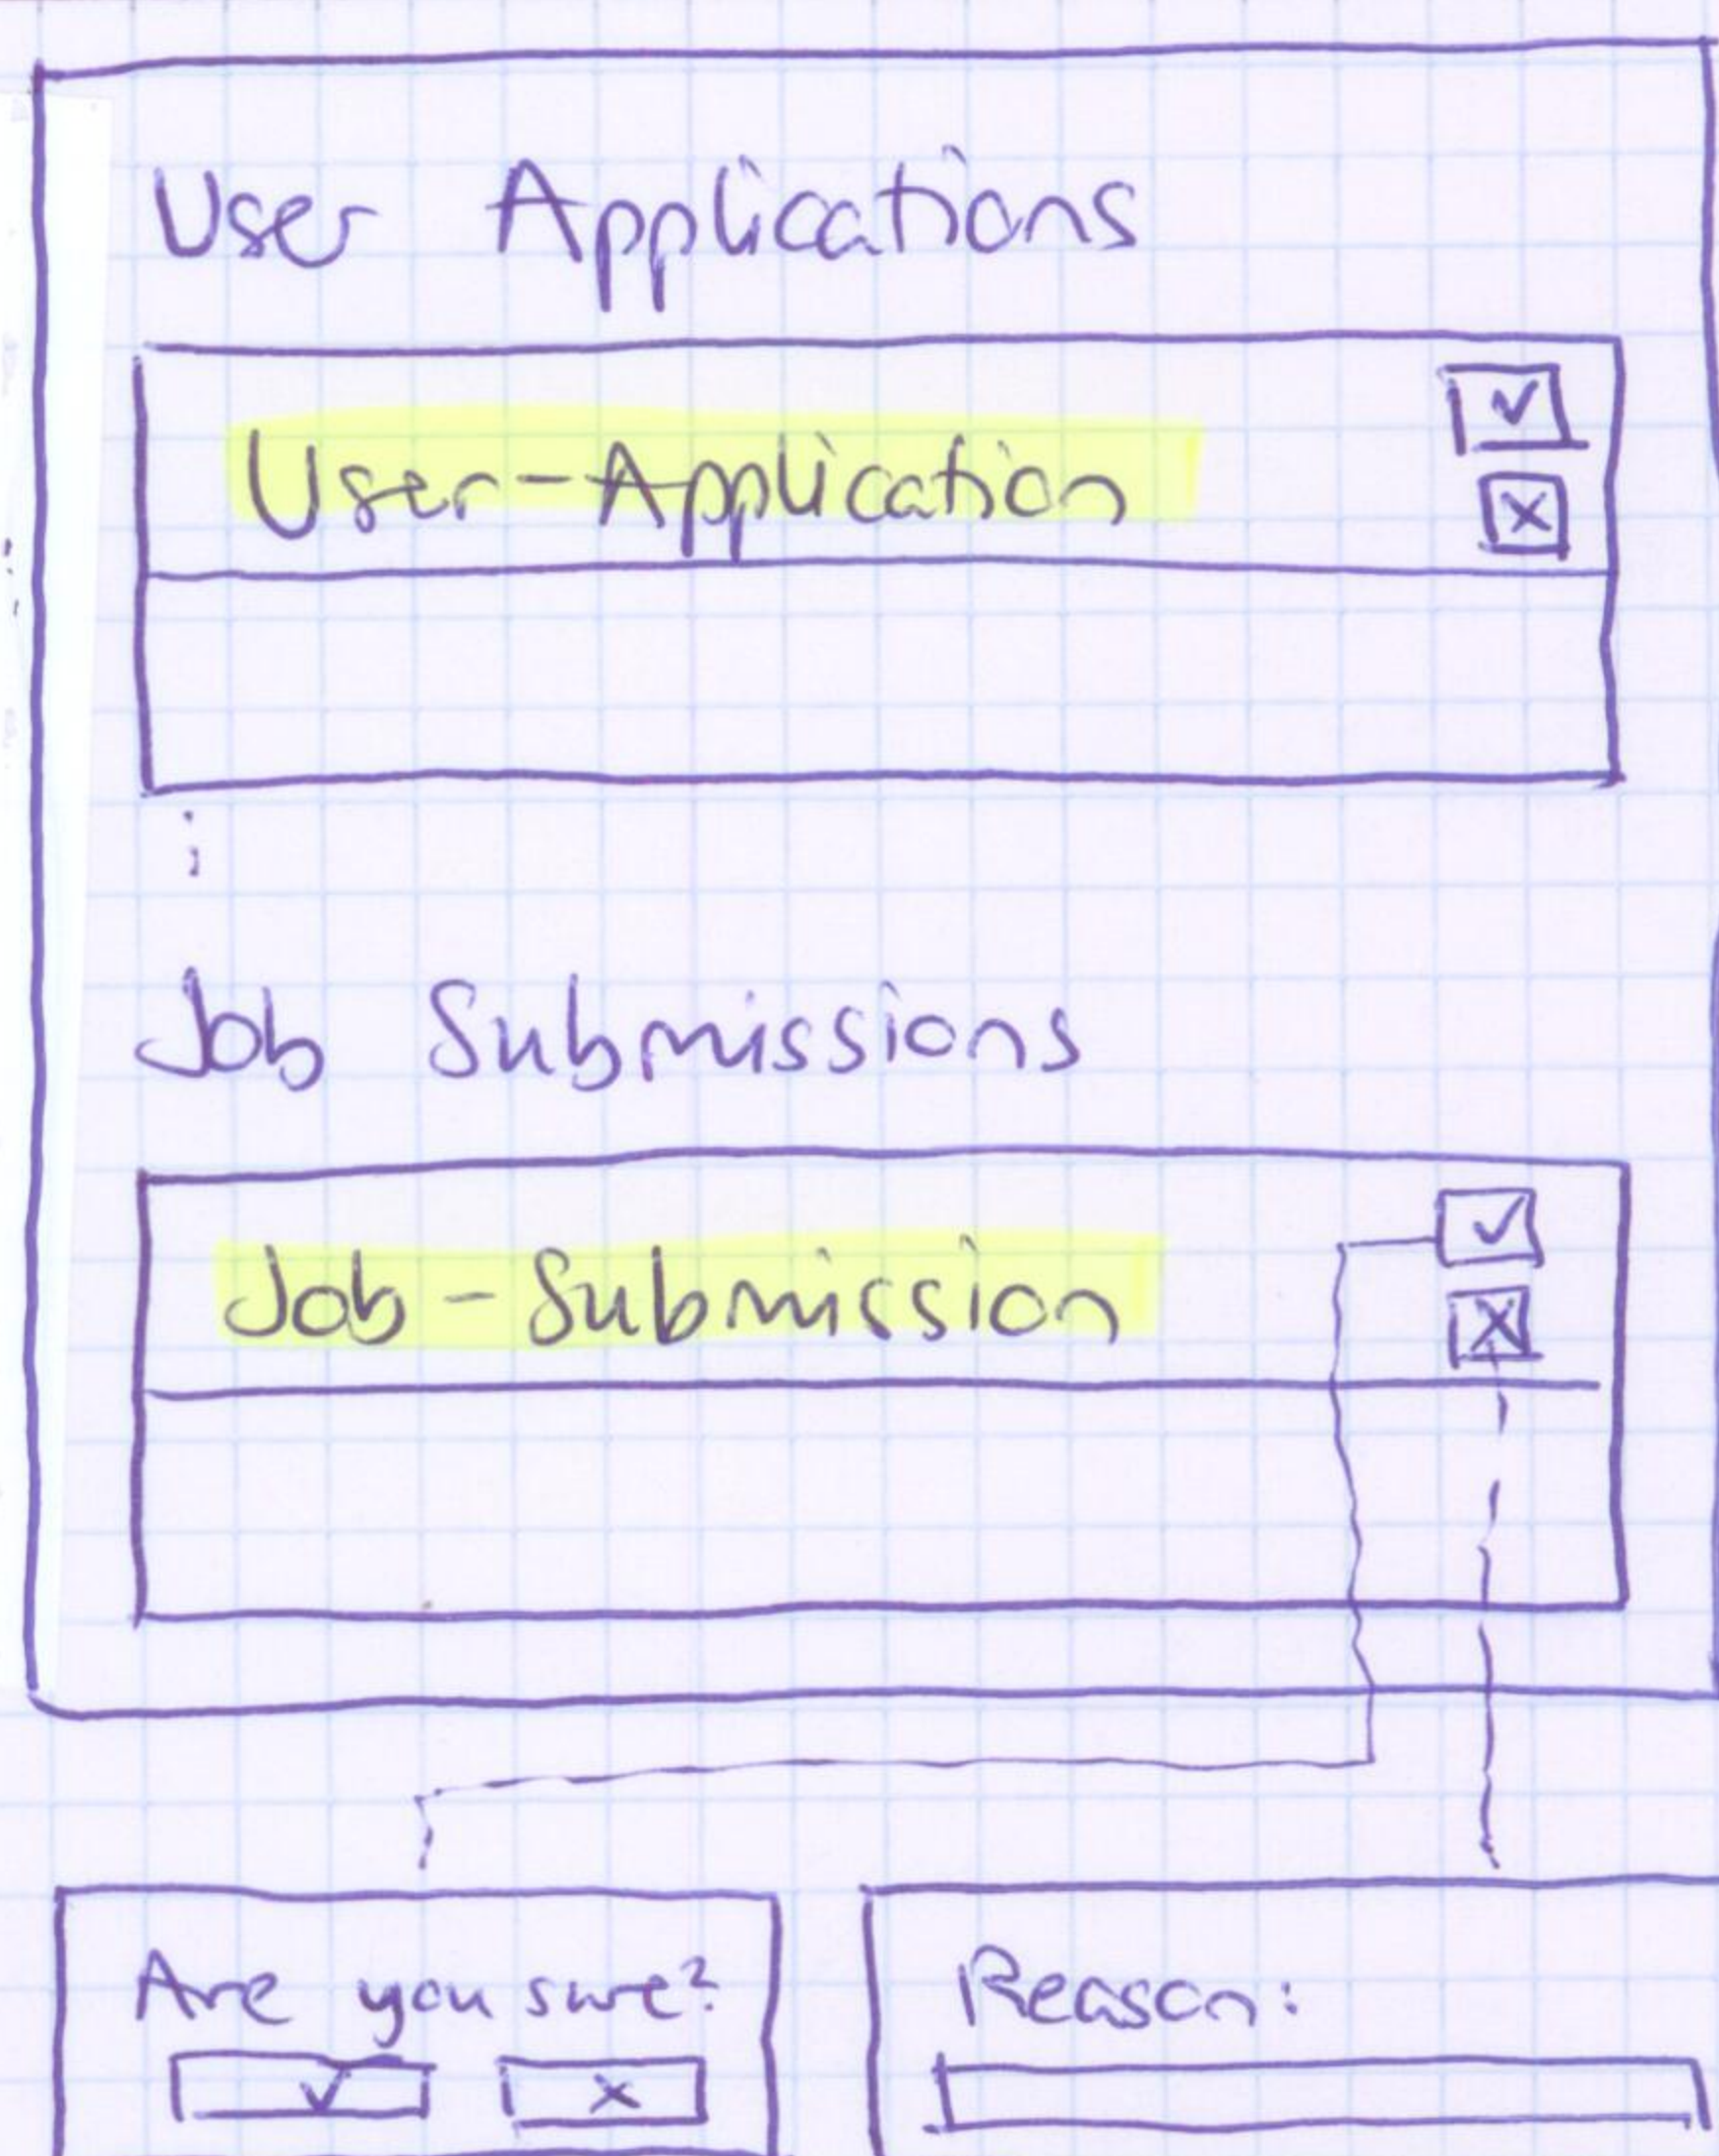 User Applications
User-Application
Job Submissions
Job-Submission
Are you sure?
Reason: